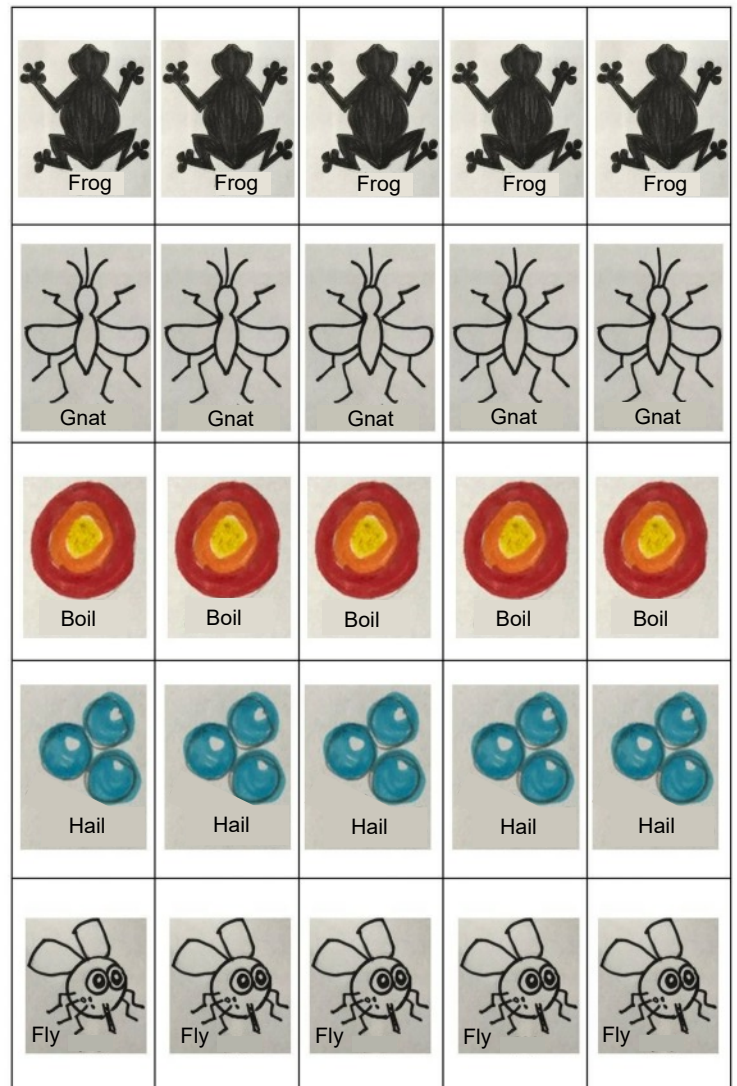 Frog Frog Frog Frog Frog
Gnat Gnat Gnat Gnat Gnat
Boil Boil Boil Boil Boil
Hail Hail Hail Hail Hail
Fly Fly Fly Fly Fly